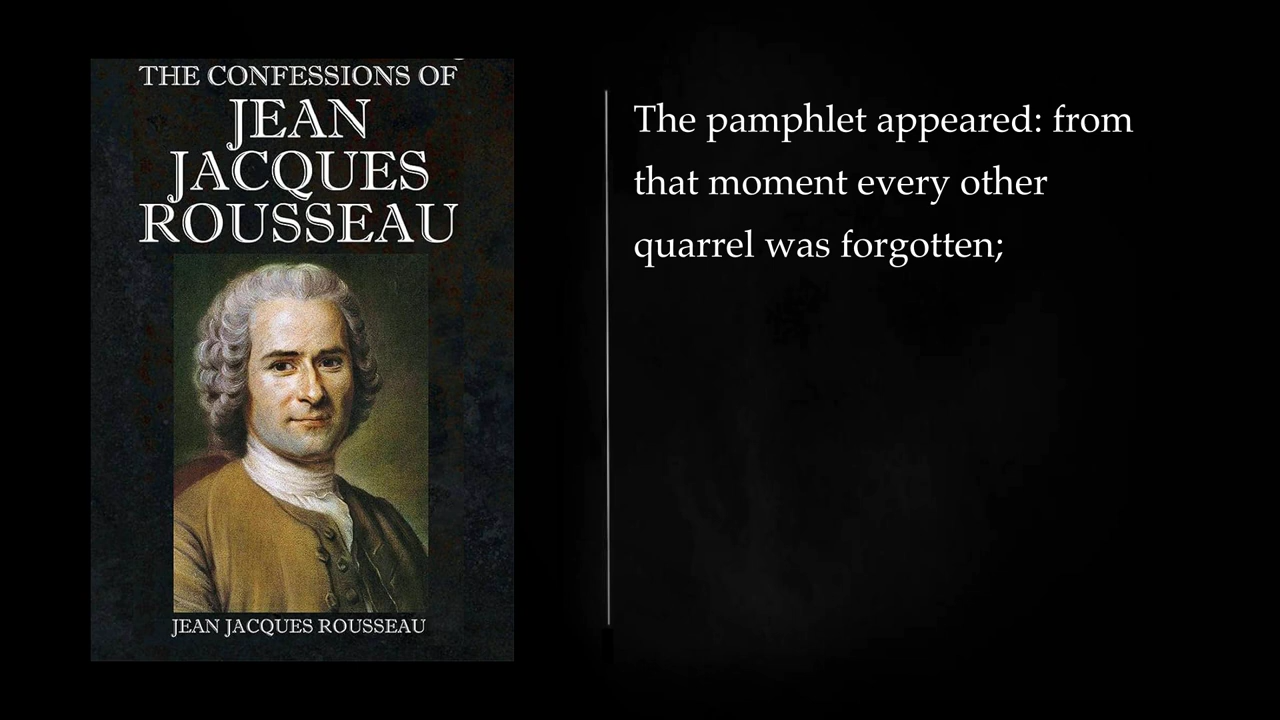 THE CONFESSIONS OF
JEAN
JACQUES
ROUSSEAU
JEAN JACQUES ROUSSEAU
The pamphlet appeared: from
that moment every other
quarrel was forgotten;